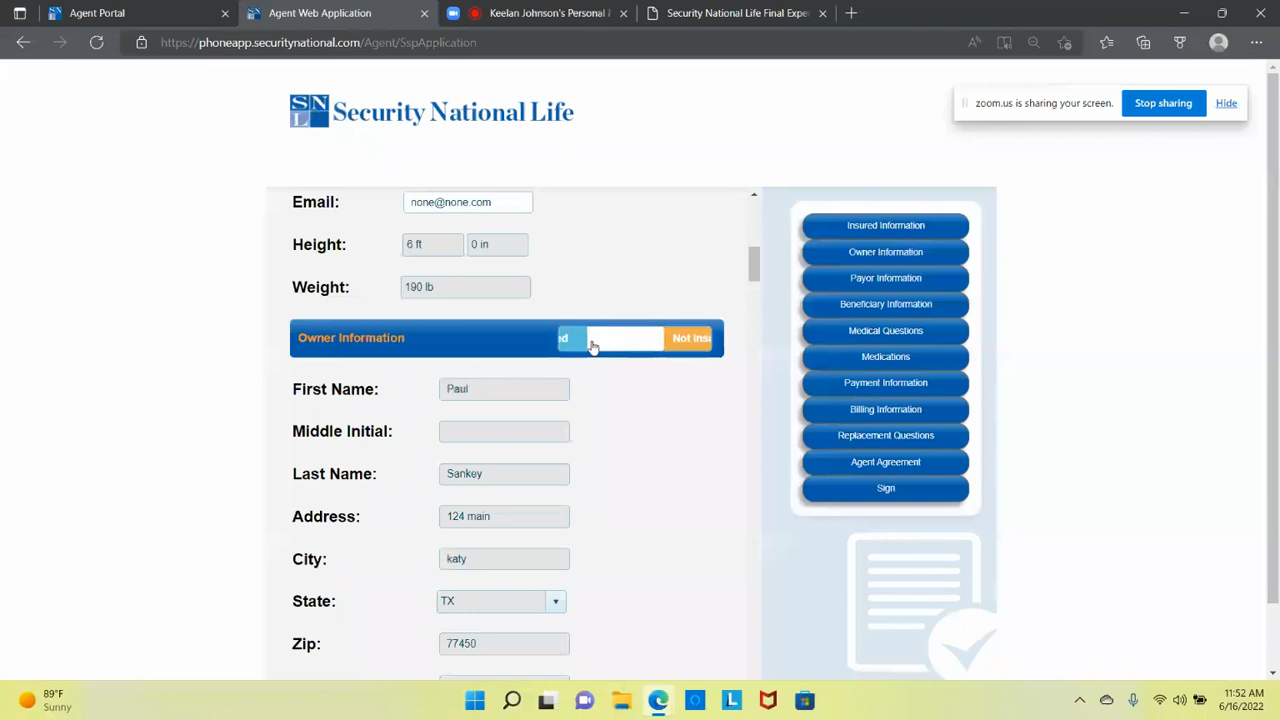 Agent Portal
Agent Web Application
Keelan Johnson's Personal
Security National Life Final Expe
https://phoneapp.securitynational.com/Agent/SspApplication
zoom.us is sharing your screen.
Stop sharing
Hide
SNL
Security National Life
Email:
none@none.com
Height:
6 ft
0 in
Weight:
190 lb
Owner Information
ed
Not Ins
First Name:
Paul
Middle Initial:
Last Name:
Sankey
Address:
124 main
City:
katy
State:
TX
Zip:
77450
Insured Information
Owner Information
Payor Information
Beneficiary Information
Medical Questions
Medications
Payment Information
Billing Information
Replacement Questions
Agent Agreement
Sign
89°F
Sunny
11:52 AM
6/16/2022